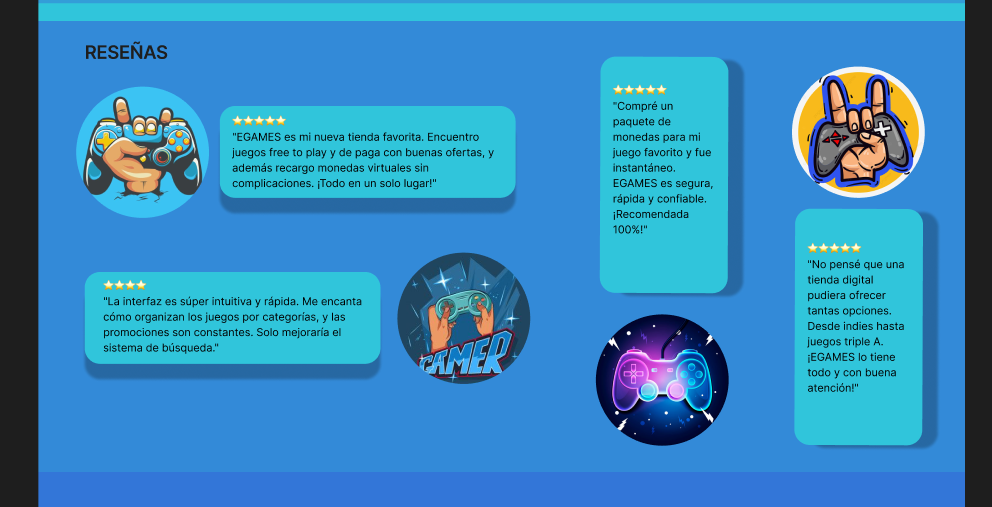 RESEÑAS
⭐⭐⭐⭐⭐
"EGAMES es mi nueva tienda favorita. Encuentro
juegos free to play y de paga con buenas ofertas, y
además recargo monedas virtuales sin
complicaciones. ¡Todo en un solo lugar!"
⭐⭐⭐⭐
"La interfaz es súper intuitiva y rápida. Me encanta
cómo organizan los juegos por categorías, y las
promociones son constantes. Solo mejoraría el
sistema de búsqueda."
GAMER
⭐⭐⭐⭐⭐
"Compré un
paquete de
monedas para mi
juego favorito y fue
instantáneo.
EGAMES es segura,
rápida y confiable.
¡Recomendada
100%!"
⭐⭐⭐⭐⭐
"No pensé que una
tienda digital
pudiera ofrecer
tantas opciones.
Desde indies hasta
juegos triple A.
¡EGAMES lo tiene
todo y con buena
atención!"